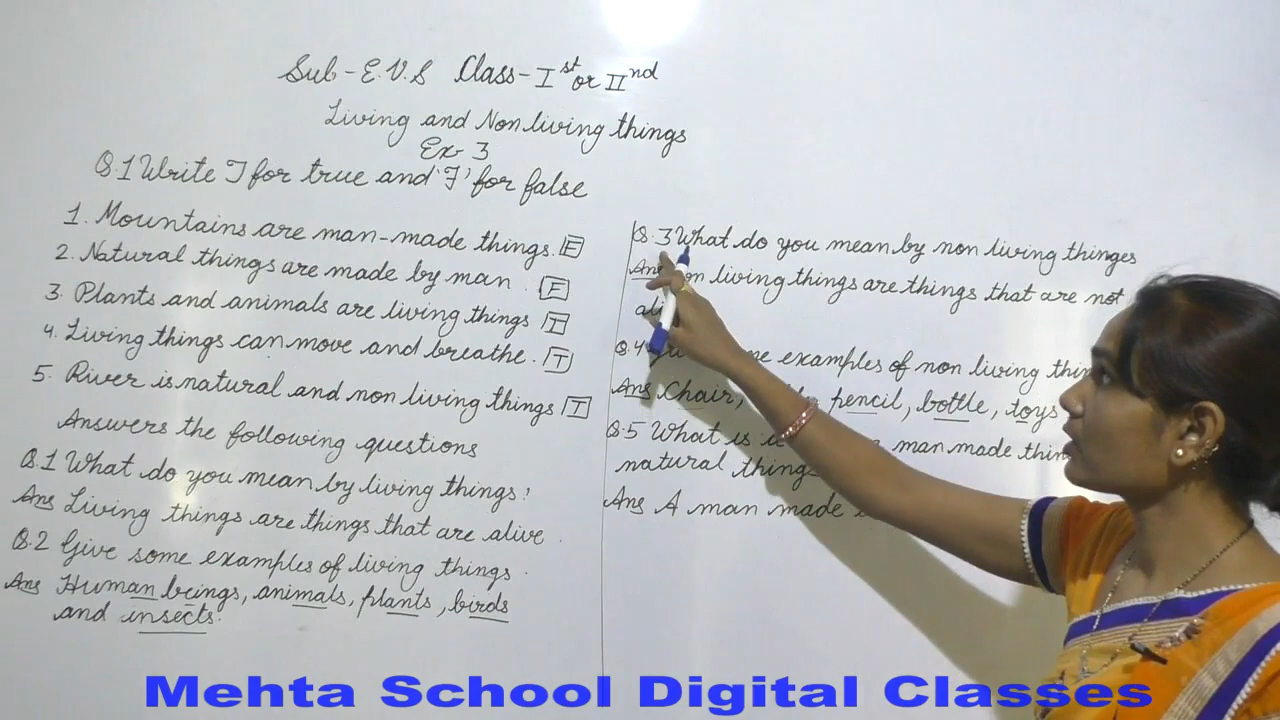 Sub - E.V.S Class - Ist or IInd
Living and Non living things
Ex 3
Q.1 Write T for true and 'F' for false
1. Mountains are man-made things. F
2. Natural things are made by man. F
3. Plants and animals are living things T
4. Living things can move and breathe. T
5. River is natural and non living things T
Answers the following questions
Q.1 What do you mean by living things?
Ans Living things are things that are alive.
Q.2 Give some examples of living things.
Ans Human beings, animals, plants, birds
and insects.
Q.3 What do you mean by non living thinges
Ans living things are things that are not
Q.4 examples of non living
Ans Chair, pencil, bottle, toys
Q.5 What is man made
natural things
Ans A man made
Mehta School Digital Classes